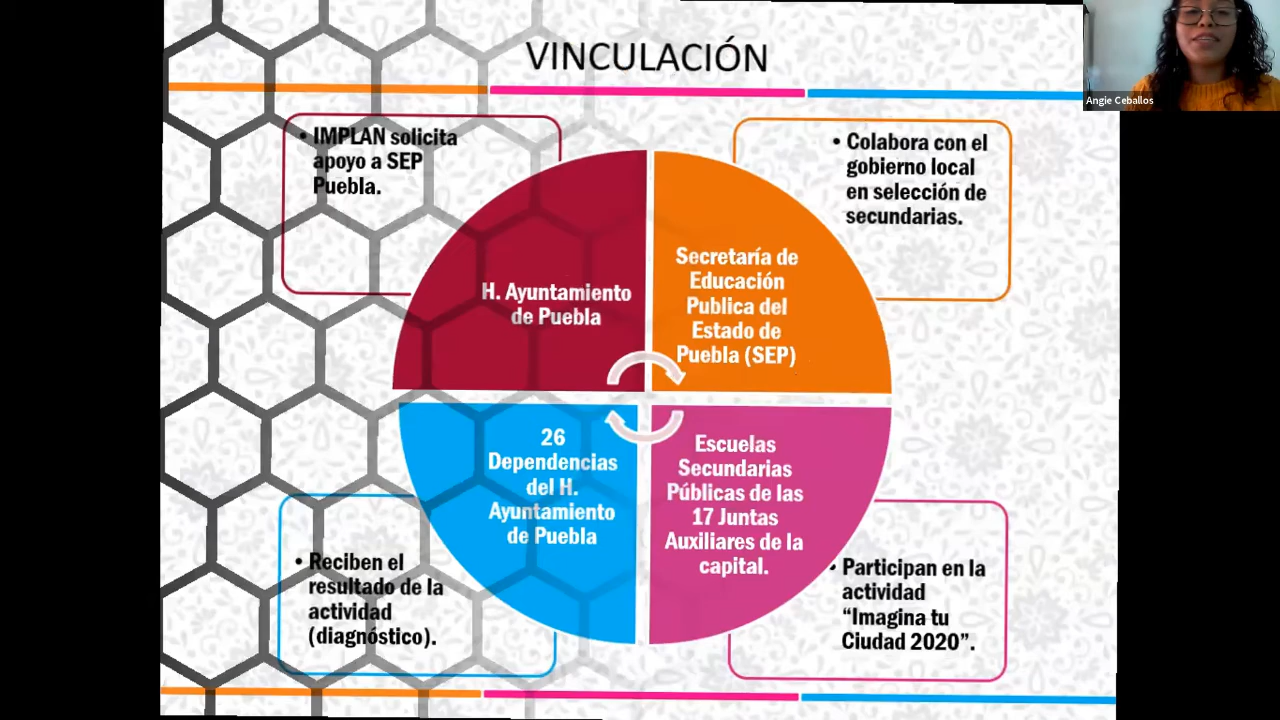 VINCULACIÓN
Angie Ceballos
• IMPLAN solicita
apoyo a SEP
Puebla.
• Colabora con el
gobierno local
en selección de
secundarias.
H. Ayuntamiento
de Puebla
Secretaría de
Educación
Publica del
Estado de
Puebla (SEP)
26
Dependencias
del H.
Ayuntamiento
de Puebla
Escuelas
Secundarias
Públicas de las
17 Juntas
Auxiliares de la
capital.
• Reciben el
resultado de la
actividad
(diagnóstico).
• Participan en la
actividad
“Imagina tu
Ciudad 2020”.